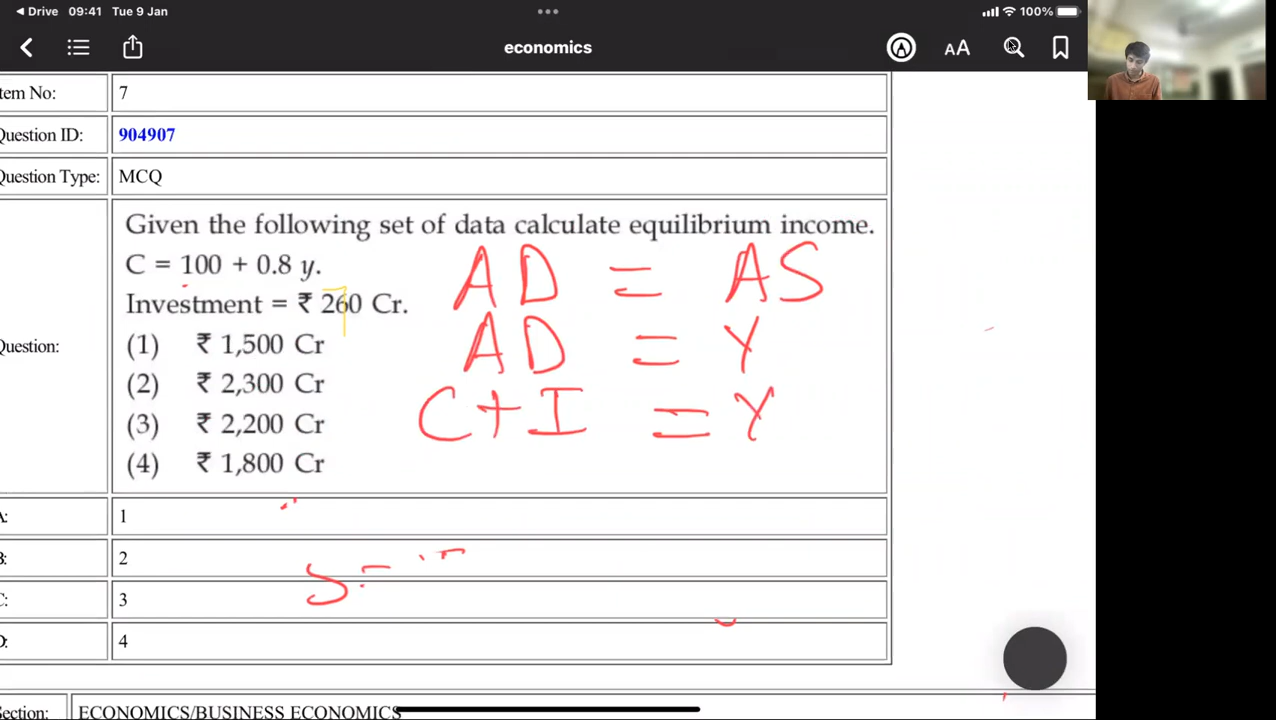 Drive 09:41 Tue 9 Jan
100%
economics
AA
tem No: 7
Question ID: 904907
Question Type: MCQ
Question:
Given the following set of data calculate equilibrium income.
C = 100 + 0.8 y.
Investment = ₹ 260 Cr.
(1) ₹ 1,500 Cr
(2) ₹ 2,300 Cr
(3) ₹ 2,200 Cr
(4) ₹ 1,800 Cr
AD = AS
AD = Y
C + I = Y
A: 1
B: 2
C: 3
D: 4
Section: ECONOMICS/BUSINESS ECONOMICS